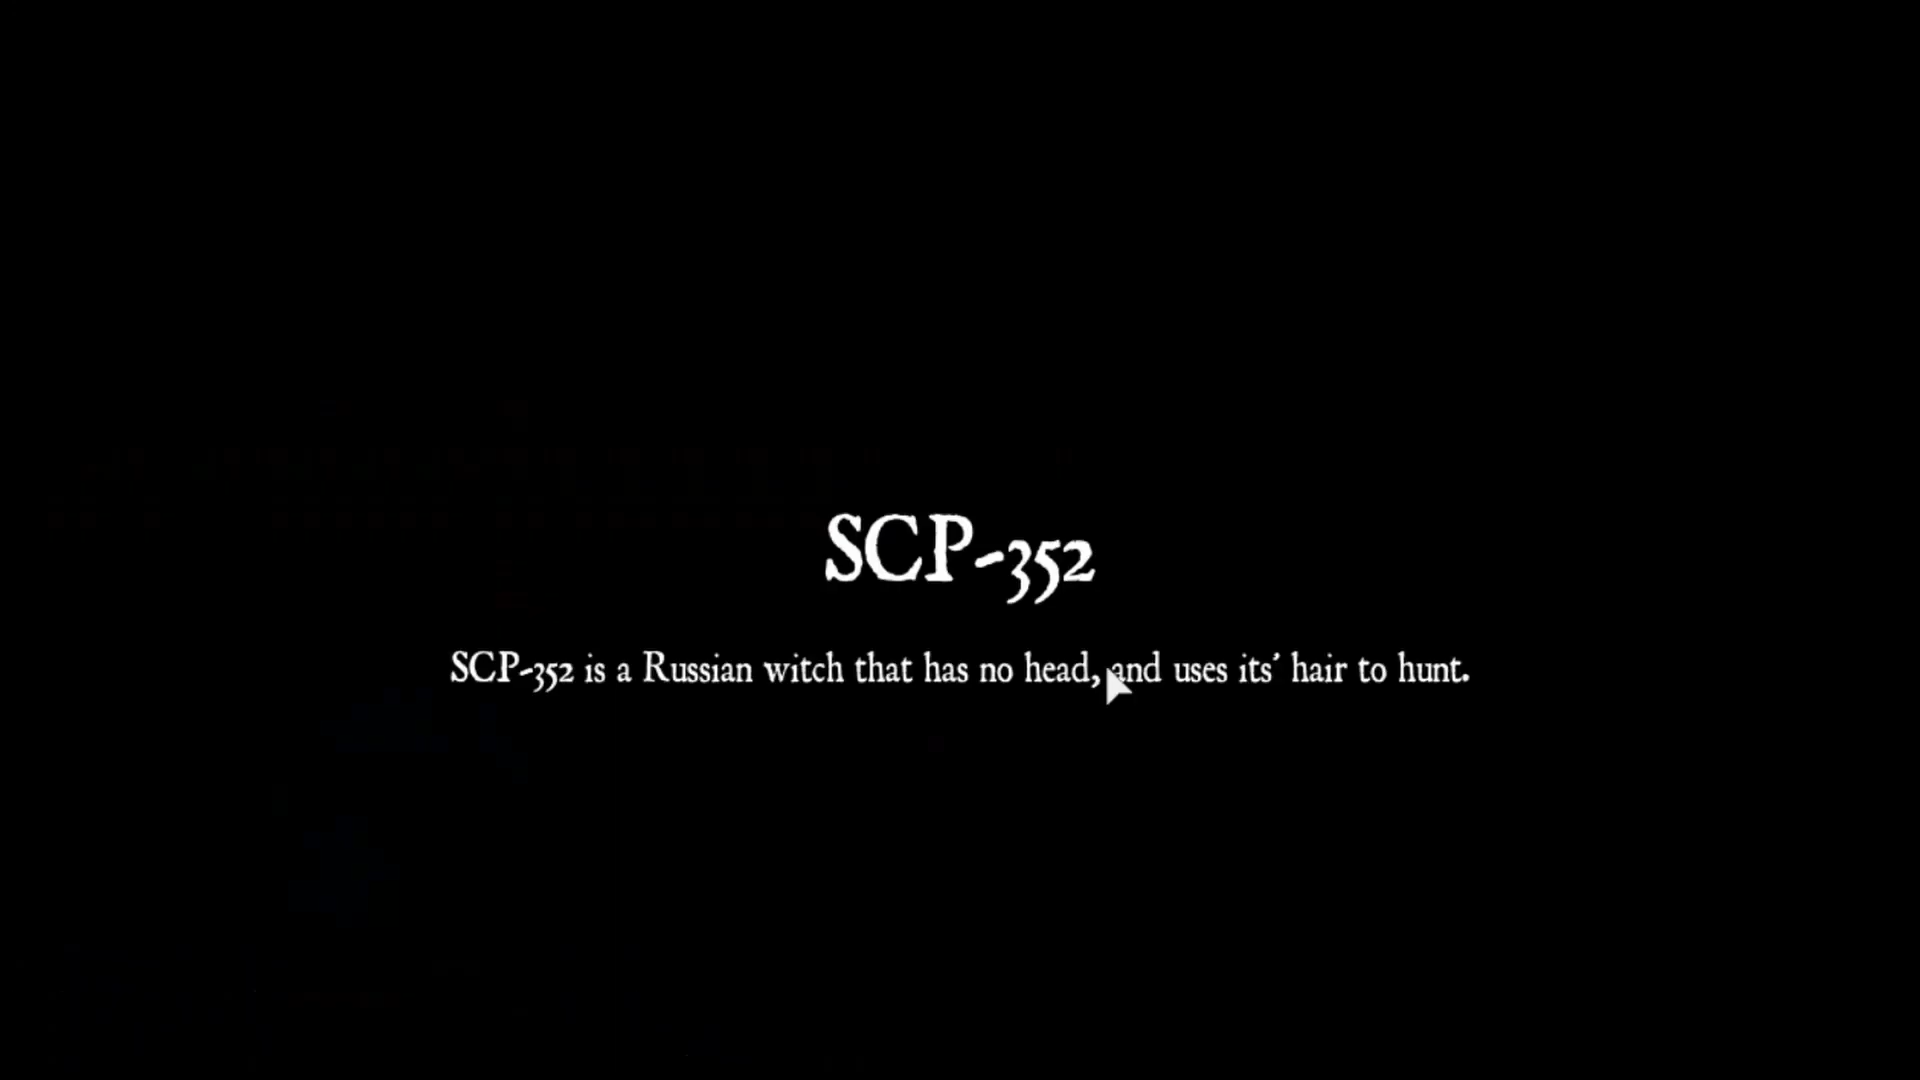 SCP-352
SCP-352 is a Russian witch that has no head, and uses its' hair to hunt.